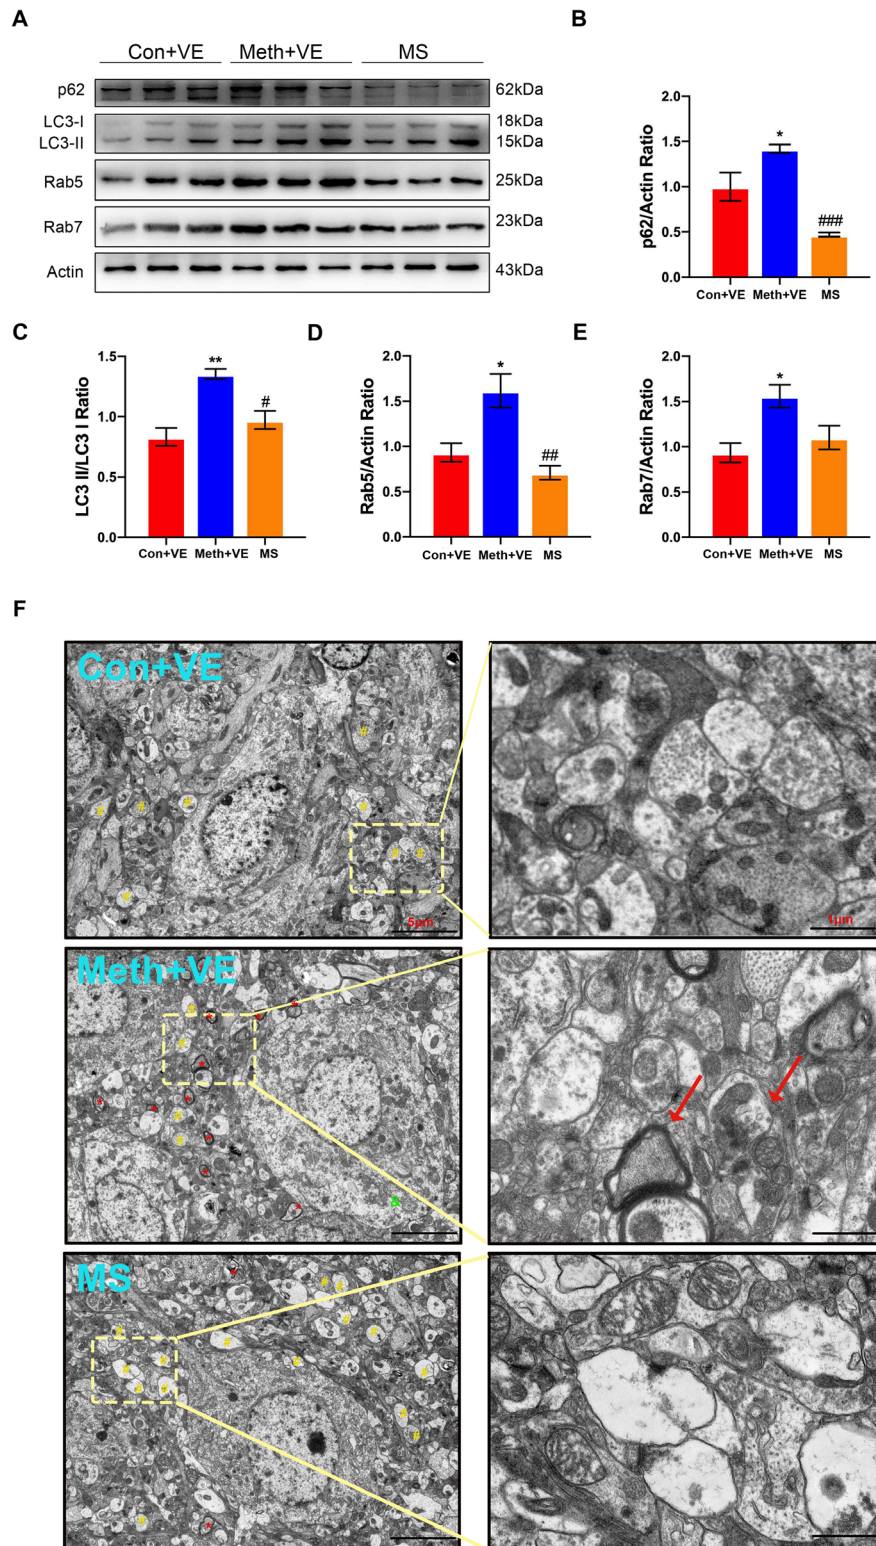 A
Con+VE Meth+VE MS
p62 62kDa
LC3-I 18kDa
LC3-II 15kDa
Rab5 25kDa
Rab7 23kDa
Actin 43kDa
B
p62/Actin Ratio
2.0
1.5
1.0
0.5
0.0
*
###
Con+VE Meth+VE MS
C
LC3 II/LC3 I Ratio
1.5
1.0
0.5
0.0
**
#
Con+VE Meth+VE MS
D
Rab5/Actin Ratio
2.0
1.5
1.0
0.5
0.0
*
##
Con+VE Meth+VE MS
E
Rab7/Actin Ratio
2.0
1.5
1.0
0.5
0.0
*
Con+VE Meth+VE MS
F
Con+VE
5μm
1μm
Meth+VE
&
MS